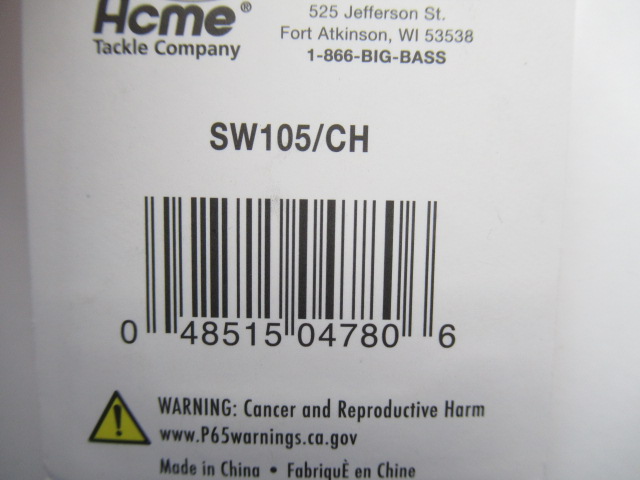 Acme®
Tackle Company
525 Jefferson St.
Fort Atkinson, WI 53538
1-866-BIG-BASS
SW105/CH
0 48515 04780 6
WARNING: Cancer and Reproductive Harm
www.P65warnings.ca.gov
Made in China • FabriquÈ en Chine